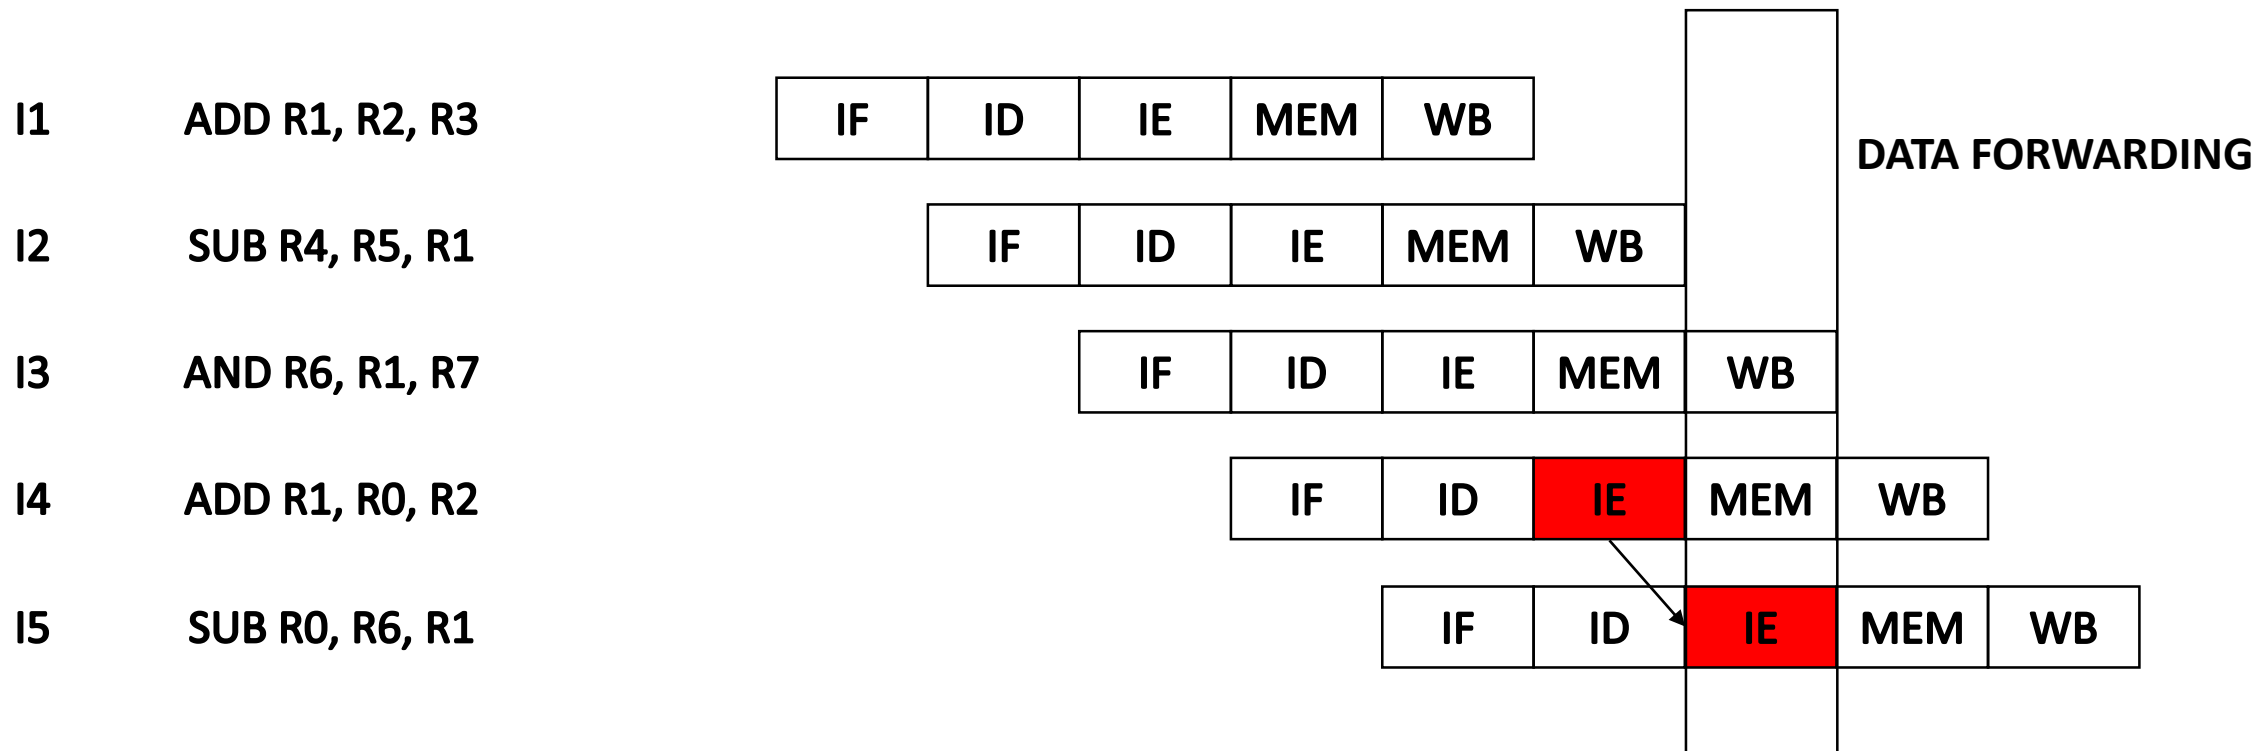 I1 ADD R1, R2, R3 IF ID IE MEM WB
DATA FORWARDING
I2 SUB R4, R5, R1 IF ID IE MEM WB
I3 AND R6, R1, R7 IF ID IE MEM WB
I4 ADD R1, R0, R2 IF ID IE MEM WB
I5 SUB R0, R6, R1 IF ID IE MEM WB